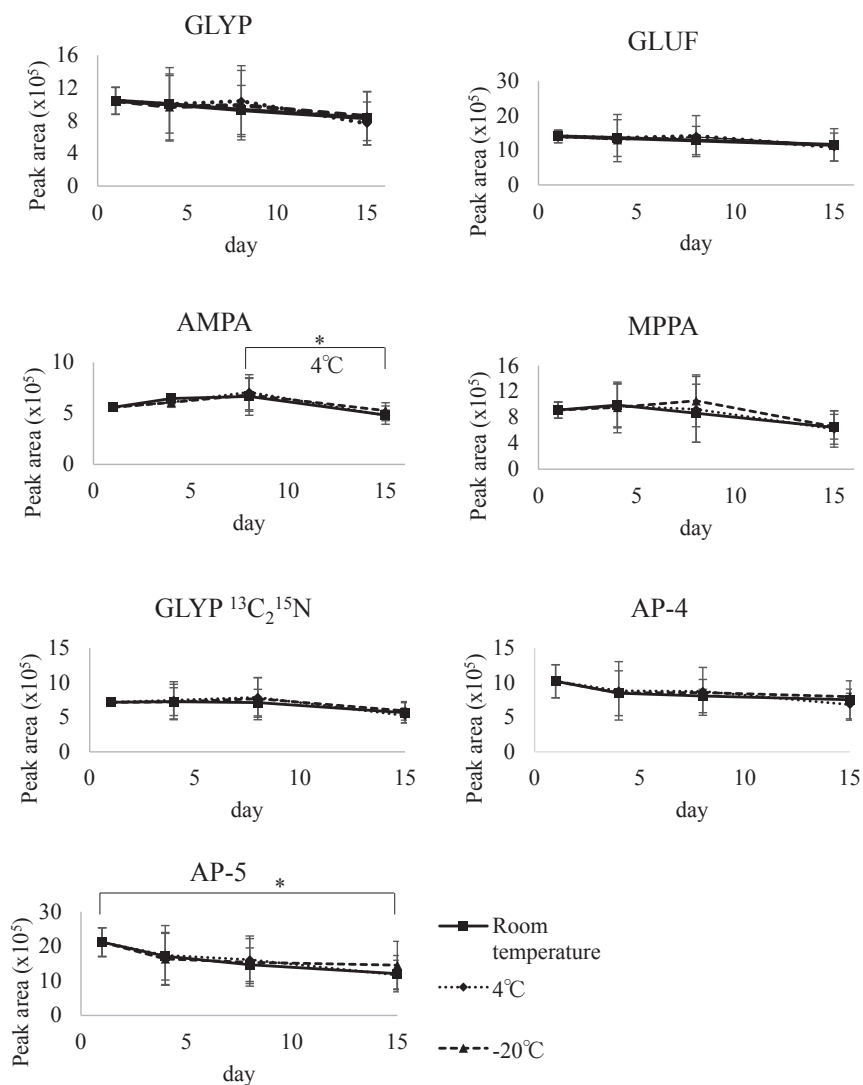 GLYP
Peak area (x10⁵)
16
12
8
4
0
0 5 10 15
day
GLUF
Peak area (x10⁵)
30
20
10
0
0 5 10 15
day
AMPA
Peak area (x10⁵)
10
5
0
*
4℃
0 5 10 15
day
MPPA
Peak area (x10⁵)
16
12
8
4
0
0 5 10 15
day
GLYP ¹³C₂¹⁵N
Peak area (x10⁵)
15
10
5
0
0 5 10 15
day
AP-4
Peak area (x10⁵)
15
10
5
0
0 5 10 15
day
AP-5
*
Peak area (x10⁵)
30
20
10
0
0 5 10 15
day
Room
temperature
4℃
-20℃